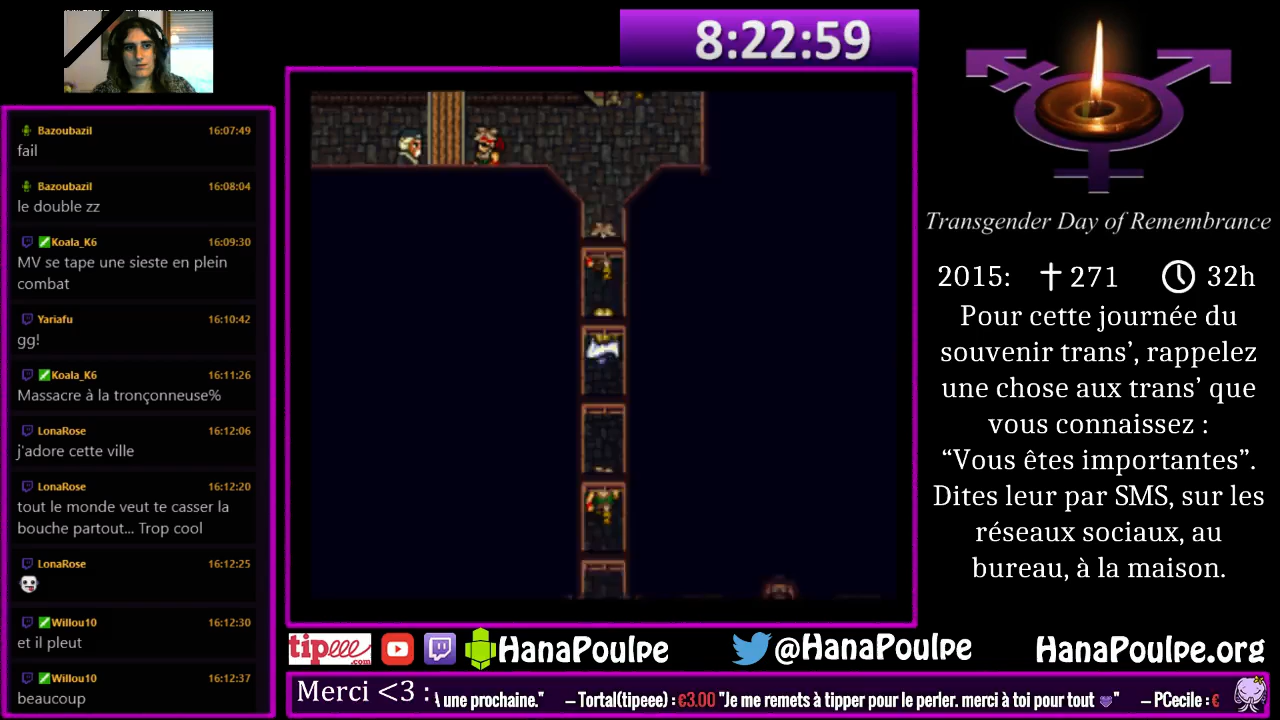 8:22:59
Bazoubazil 16:07:49
fail
Bazoubazil 16:08:04
le double zz
Koala_K6 16:09:30
MV se tape une sieste en plein
combat
Yariafu 16:10:42
gg!
Koala_K6 16:11:26
Massacre à la tronçonneuse%
LonaRose 16:12:06
j'adore cette ville
LonaRose 16:12:20
tout le monde veut te casser la
bouche partout... Trop cool
LonaRose 16:12:25
Willou10 16:12:30
et il pleut
Willou10 16:12:37
beaucoup
Transgender Day of Remembrance
2015: 271 32h
Pour cette journée du
souvenir trans’, rappelez
une chose aux trans’ que
vous connaissez :
“Vous êtes importantes”.
Dites leur par SMS, sur les
réseaux sociaux, au
bureau, à la maison.
tipeee.com HanaPoulpe @HanaPoulpe HanaPoulpe.org
Merci <3 : une prochaine." —Tortal(tipeee) : €3.00 "Je me remets à tipper pour le perler. merci à toi pour tout 💜" — PCecile : €